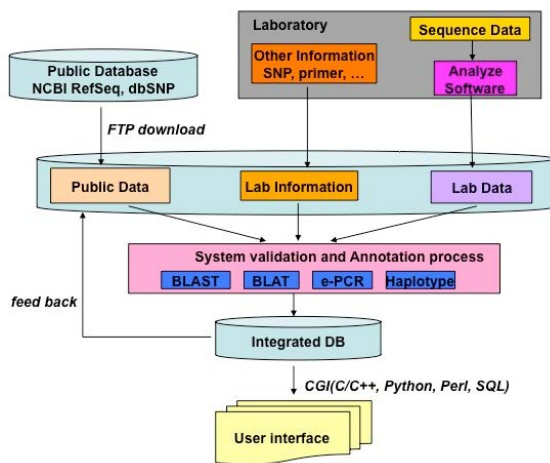 Laboratory
Sequence Data
Public Database
NCBI RefSeq, dbSNP
Other Information
SNP, primer, ...
Analyze
Software
FTP download
Public Data
Lab Information
Lab Data
System validation and Annotation process
BLAST
BLAT
e-PCR
Haplotype
feed back
Integrated DB
CGI(C/C++, Python, Perl, SQL)
User interface